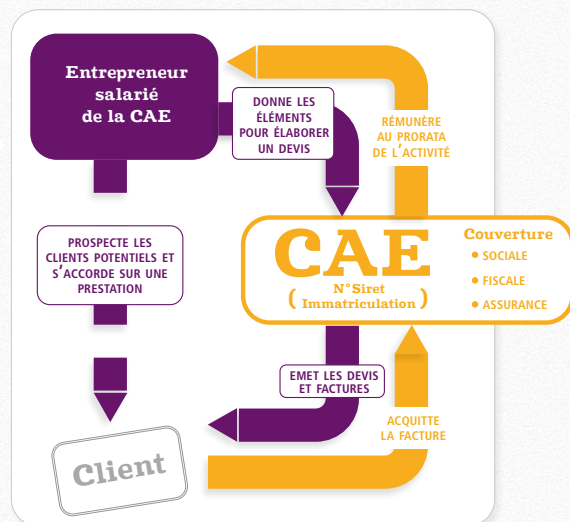 Entrepreneur
salarié
de la CAE
DONNE LES
ÉLÉMENTS
POUR ÉLABORER
UN DEVIS
RÉMUNÈRE
AU PRORATA
DE L'ACTIVITÉ
PROSPECTE LES
CLIENTS POTENTIELS ET
S'ACCORDE SUR UNE
PRESTATION
CAE
N°Siret
( Immatriculation )
Couverture
• SOCIALE
• FISCALE
• ASSURANCE
EMET LES DEVIS
ET FACTURES
ACQUITTE
LA FACTURE
Client